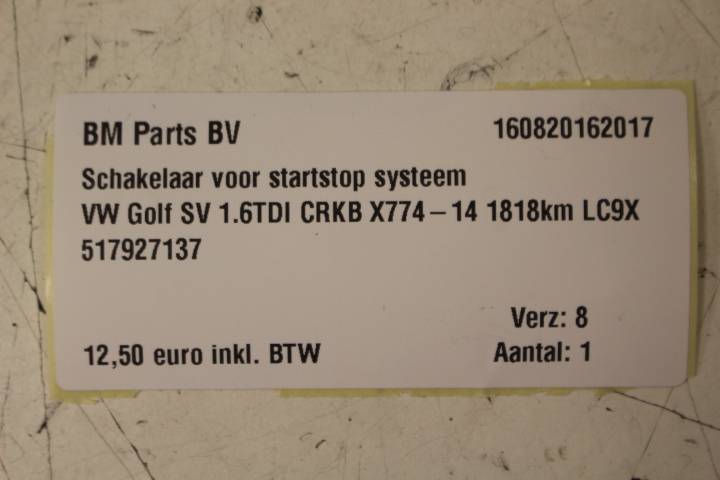 BM Parts BV 160820162017
Schakelaar voor startstop systeem
VW Golf SV 1.6TDI CRKB X774-14 1818km LC9X
517927137
Verz: 8
12,50 euro inkl. BTW Aantal: 1